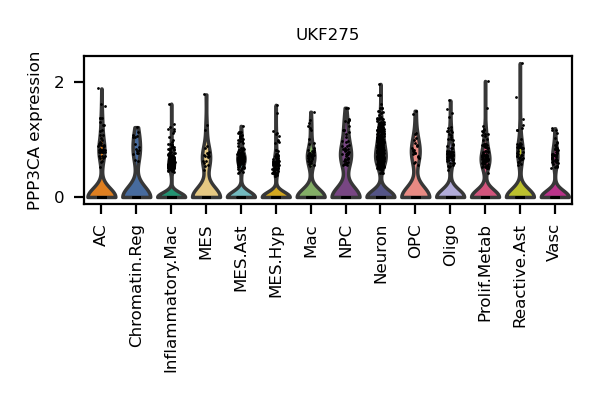 UKF275
PPP3CA expression
2
0
AC
Chromatin.Reg
Inflammatory.Mac
MES
MES.Ast
MES.Hyp
Mac
NPC
Neuron
OPC
Oligo
Prolif.Metab
Reactive.Ast
Vasc